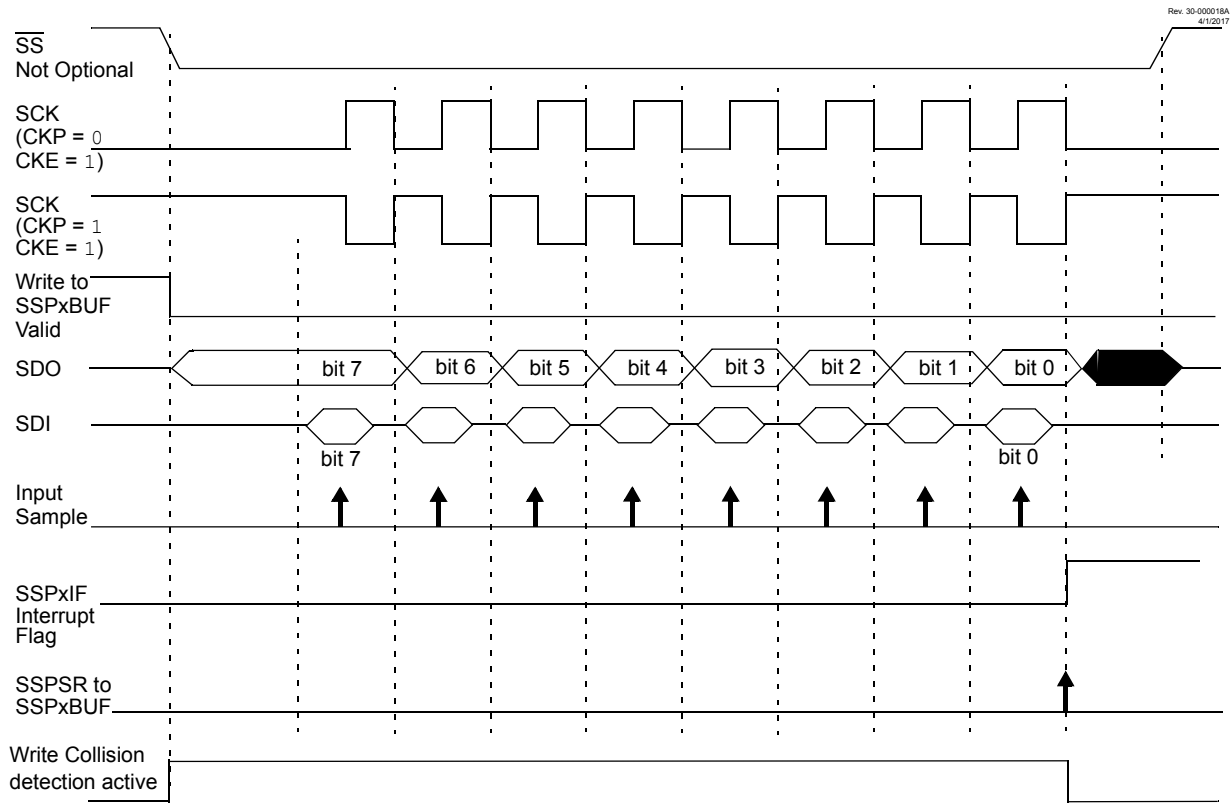 Rev. 30-000018A
4/1/2017
SS
Not Optional
SCK
(CKP = 0
CKE = 1)
SCK
(CKP = 1
CKE = 1)
Write to
SSPxBUF
Valid
SDO
bit 7 bit 6 bit 5 bit 4 bit 3 bit 2 bit 1 bit 0
SDI
bit 7 bit 0
Input
Sample
SSPxIF
Interrupt
Flag
SSPSR to
SSPxBUF
Write Collision
detection active